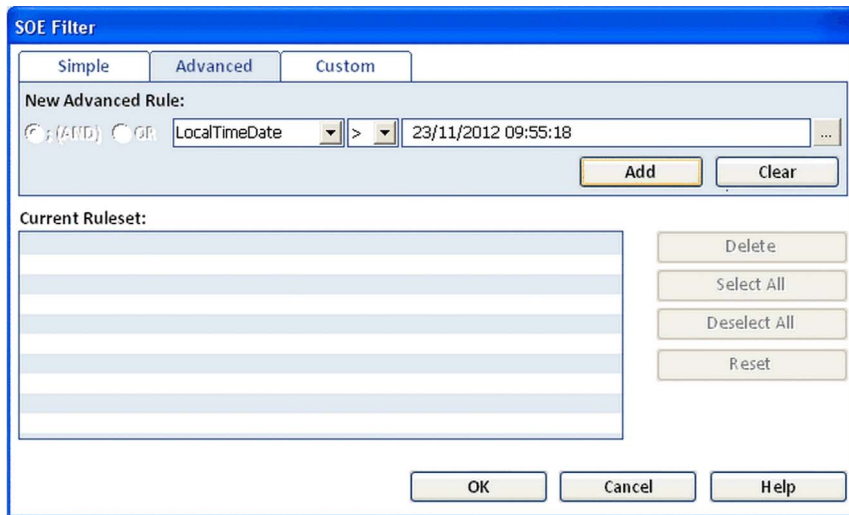 SOE Filter
Simple Advanced Custom
New Advanced Rule:
; (AND) OR LocalTimeDate > 23/11/2012 09:55:18 ...
Add Clear
Current Ruleset:
Delete
Select All
Deselect All
Reset
OK Cancel Help